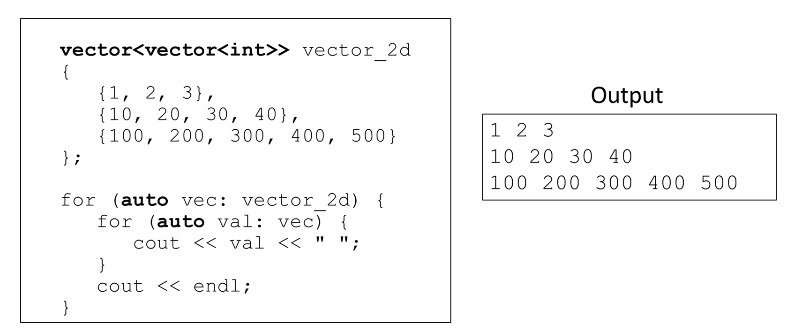 vector<vector<int>> vector_2d
{
{1, 2, 3},
{10, 20, 30, 40},
{100, 200, 300, 400, 500}
};
for (auto vec: vector_2d) {
for (auto val: vec) {
cout << val << " ";
}
cout << endl;
}
Output
1 2 3
10 20 30 40
100 200 300 400 500